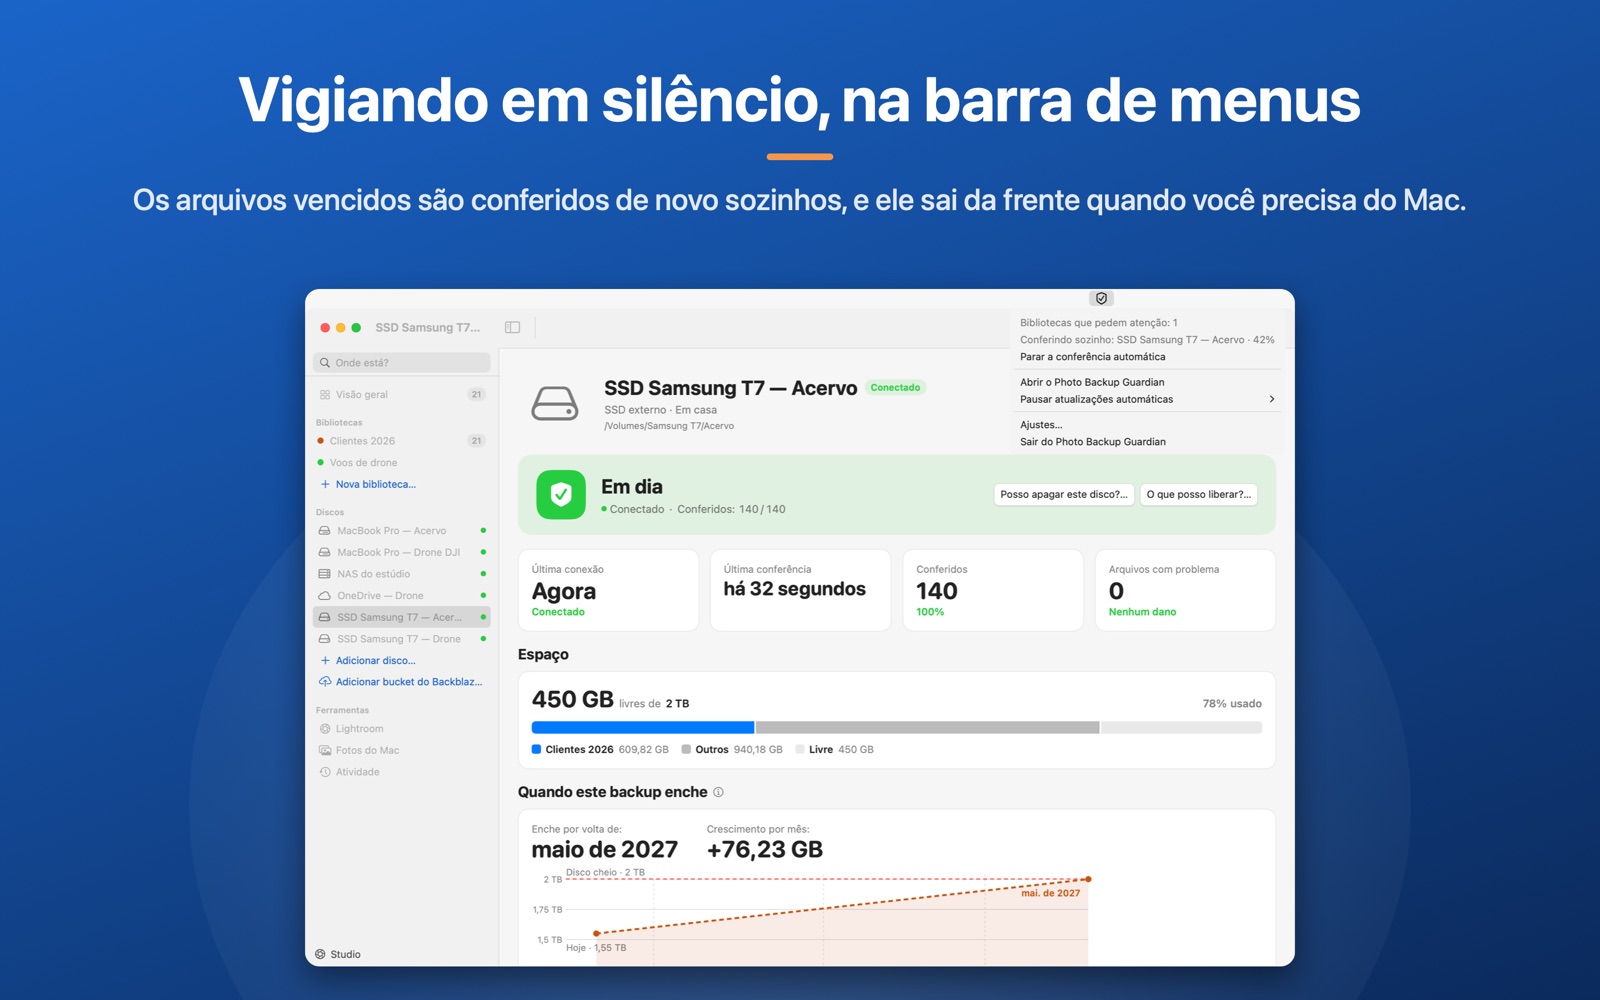 Vigiando em silêncio, na barra de menus
Os arquivos vencidos são conferidos de novo sozinhos, e ele sai da frente quando você precisa do Mac.
SSD Samsung T7...
Onde está?
Visão geral 21
Bibliotecas
Clientes 2026 21
Voos de drone
Nova biblioteca...
Discos
MacBook Pro — Acervo
MacBook Pro — Drone DJI
NAS do estúdio
OneDrive — Drone
SSD Samsung T7 — Acer...
SSD Samsung T7 — Drone
Adicionar disco...
Adicionar bucket do Backblaz...
Ferramentas
Lightroom
Fotos do Mac
Atividade
Studio
Bibliotecas que pedem atenção: 1
Conferindo sozinho: SSD Samsung T7 — Acervo · 42%
Parar a conferência automática
Abrir o Photo Backup Guardian
Pausar atualizações automáticas
Ajustes...
Sair do Photo Backup Guardian
SSD Samsung T7 — Acervo Conectado
SSD externo · Em casa
/Volumes/Samsung T7/Acervo
Em dia
Conectado · Conferidos: 140/140
Posso apagar este disco?...
O que posso liberar?...
Última conexão
Agora
Conectado
Última conferência
há 32 segundos
Conferidos
140
100%
Arquivos com problema
0
Nenhum dano
Espaço
450 GB livres de 2 TB
78% usado
Clientes 2026 609,82 GB Outros 940,18 GB Livre 450 GB
Quando este backup enche
Enche por volta de:
maio de 2027
Crescimento por mês:
+76,23 GB
Disco cheio · 2 TB
2 TB
mai. de 2027
1,75 TB
1,5 TB
Hoje · 1,55 TB